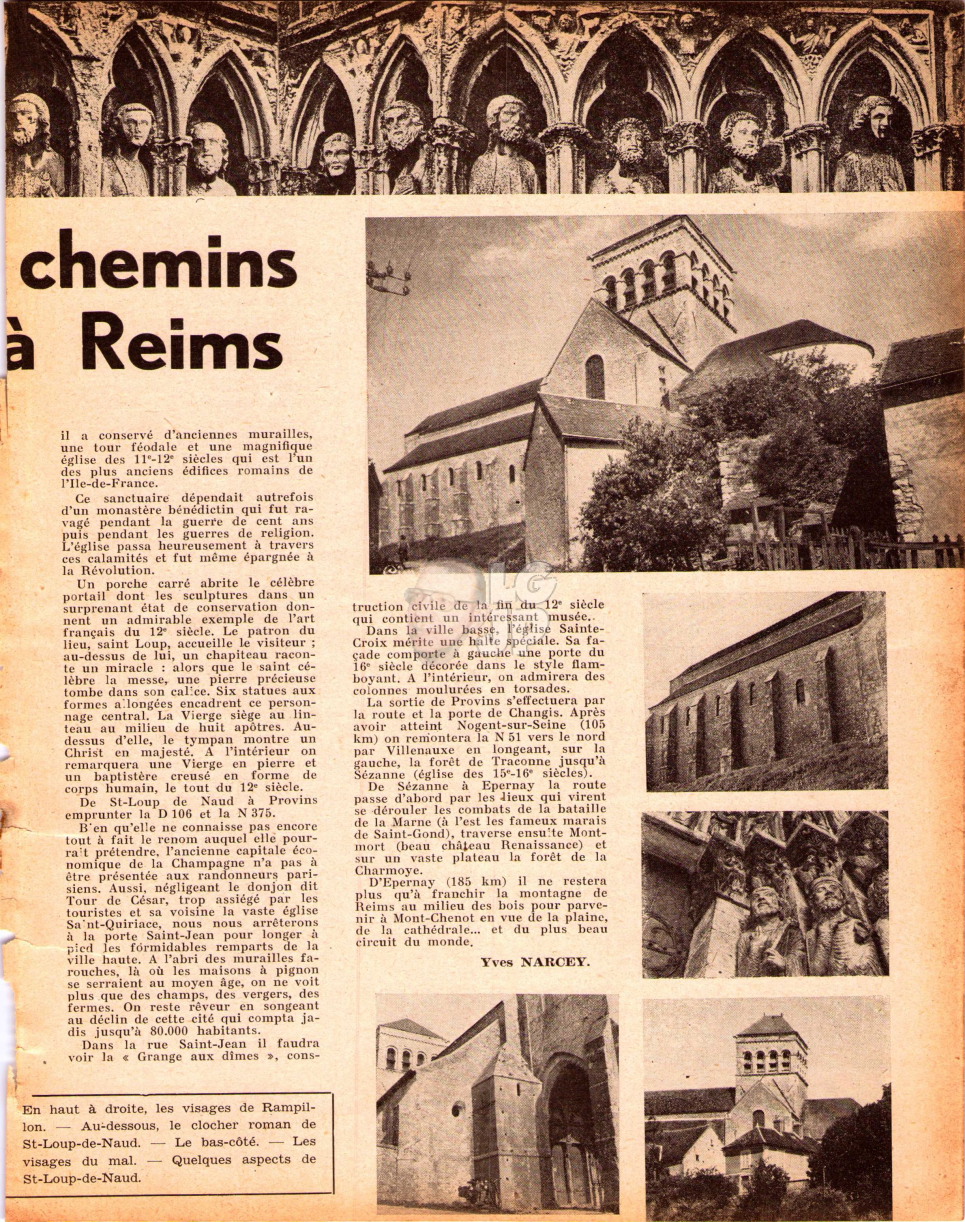 chemins
à Reims
il a conservé d'anciennes murailles,
une tour féodale et une magnifique
église des 11e-12e siècles qui est l'un
des plus anciens édifices romains de
l'Ile-de-France.
Ce sanctuaire dépendait autrefois
d'un monastère bénédictin qui fut ra-
vagé pendant la guerre de cent ans
puis pendant les guerres de religion.
L'église passa heureusement à travers
ces calamités et fut même épargnée à
la Révolution.
Un porche carré abrite le célèbre
portail dont les sculptures dans un
surprenant état de conservation don-
nent un admirable exemple de l'art
français du 12e siècle. Le patron du
lieu, saint Loup, accueille le visiteur ;
au-dessus de lui, un chapiteau racon-
te un miracle : alors que le saint cé-
lèbre la messe, une pierre précieuse
tombe dans son calice. Six statues aux
formes allongées encadrent ce person-
nage central. La Vierge siège au lin-
teau au milieu de huit apôtres. Au-
dessus d'elle, le tympan montre un
Christ en majesté. A l'intérieur on
remarquera une Vierge en pierre et
un baptistère creusé en forme de
corps humain, le tout du 12e siècle.
De St-Loup de Naud à Provins
emprunter la D 106 et la N 375.
B'en qu'elle ne connaisse pas encore
tout à fait le renom auquel elle pour-
rait prétendre, l'ancienne capitale éco-
nomique de la Champagne n'a pas à
être présentée aux randonneurs pari-
siens. Aussi, négligeant le donjon dit
Tour de César, trop assiégé par les
touristes et sa voisine la vaste église
Sa'nt-Quiriace, nous nous arrêterons
à la porte Saint-Jean pour longer à
pied les formidables remparts de la
ville haute. A l'abri des murailles fa-
rouches, là où les maisons à pignon
se serraient au moyen âge, on ne voit
plus que des champs, des vergers, des
fermes. On reste rêveur en songeant
au déclin de cette cité qui compta ja-
dis jusqu'à 80.000 habitants.
Dans la rue Saint-Jean il faudra
voir la « Grange aux dîmes », cons-
truction civile de la fin du 12e siècle
qui contient un intéressant musée.
Dans la ville basse, l'église Sainte-
Croix mérite une halte spéciale. Sa fa-
çade comporte à gauche une porte du
16e siècle décorée dans le style flam-
boyant. A l'intérieur, on admirera des
colonnes moulurées en torsades.
La sortie de Provins s'effectuera par
la route et la porte de Changis. Après
avoir atteint Nogent-sur-Seine (105
km) on remontera la N 51 vers le nord
par Villenauxe en longeant, sur la
gauche, la forêt de Traconne jusqu'à
Sézanne (église des 15e-16e siècles).
De Sézanne à Epernay la route
passe d'abord par les lieux qui virent
se dérouler les combats de la bataille
de la Marne (à l'est les fameux marais
de Saint-Gond), traverse ensuite Mont-
mort (beau château Renaissance) et
sur un vaste plateau la forêt de la
Charmoye.
D'Epernay (185 km) il ne restera
plus qu'à franchir la montagne de
Reims au milieu des bois pour parve-
nir à Mont-Chenot en vue de la plaine,
de la cathédrale... et du plus beau
circuit du monde.
Yves NARCEY.
En haut à droite, les visages de Rampil-
lon. — Au-dessous, le clocher roman de
St-Loup-de-Naud. — Le bas-côté. — Les
visages du mal. — Quelques aspects de
St-Loup-de-Naud.